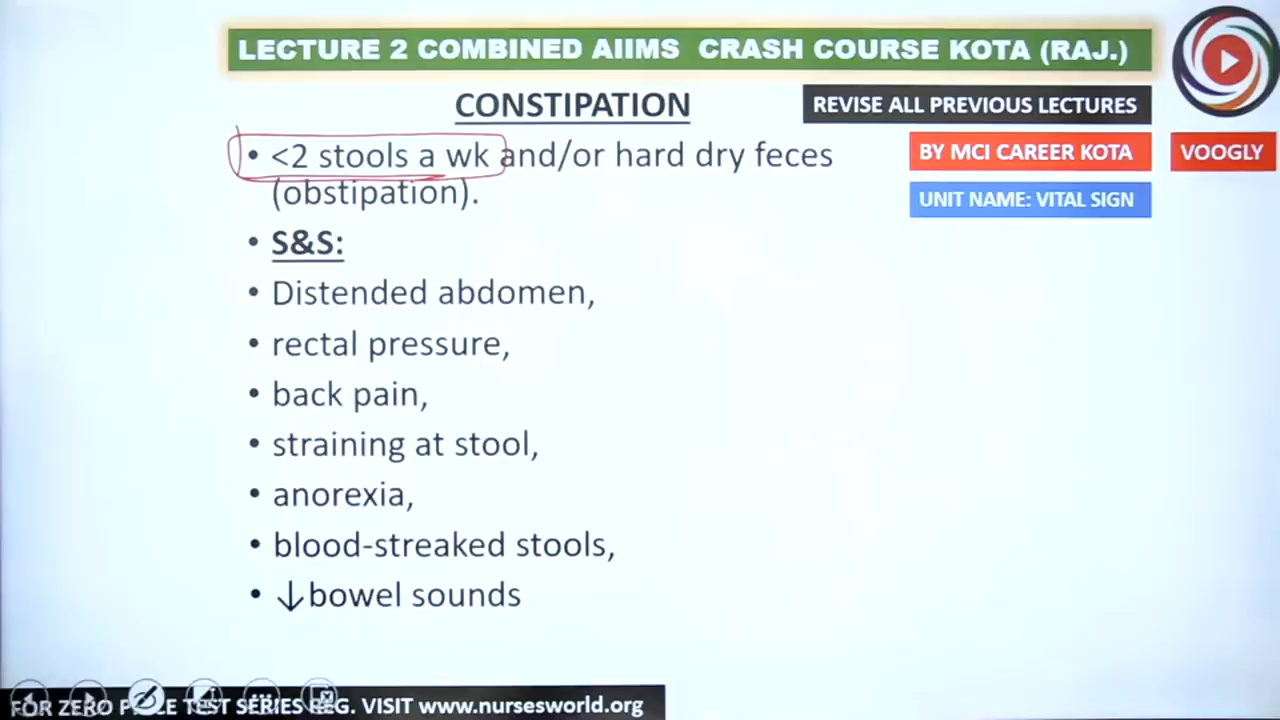 LECTURE 2 COMBINED AIIMS CRASH COURSE KOTA (RAJ.)
CONSTIPATION
REVISE ALL PREVIOUS LECTURES
• <2 stools a wk and/or hard dry feces
(obstipation).
BY MCI CAREER KOTA
VOOGLY
UNIT NAME: VITAL SIGN
• S&S:
• Distended abdomen,
• rectal pressure,
• back pain,
• straining at stool,
• anorexia,
• blood-streaked stools,
• ↓bowel sounds
FOR ZERO TEST SERIES REG. VISIT www.nursesworld.org